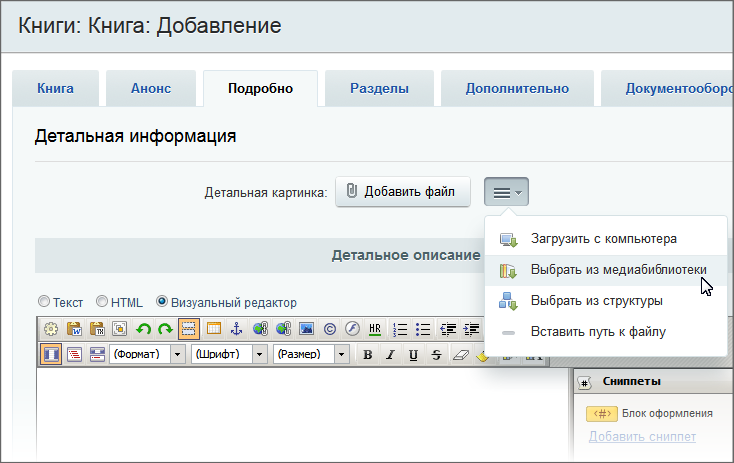 Книги: Книга: Добавление
Книга Анонс Подробно Разделы Дополнительно Документооборо
Детальная информация
Детальная картинка: Добавить файл
Загрузить с компьютера
Выбрать из медиабиблиотеки
Выбрать из структуры
Вставить путь к файлу
Детальное описание
Текст HTML Визуальный редактор
HR
(Формат) (Шрифт) (Размер) B I U S
Сниппеты
<#> Блок оформления
Добавить сниппет